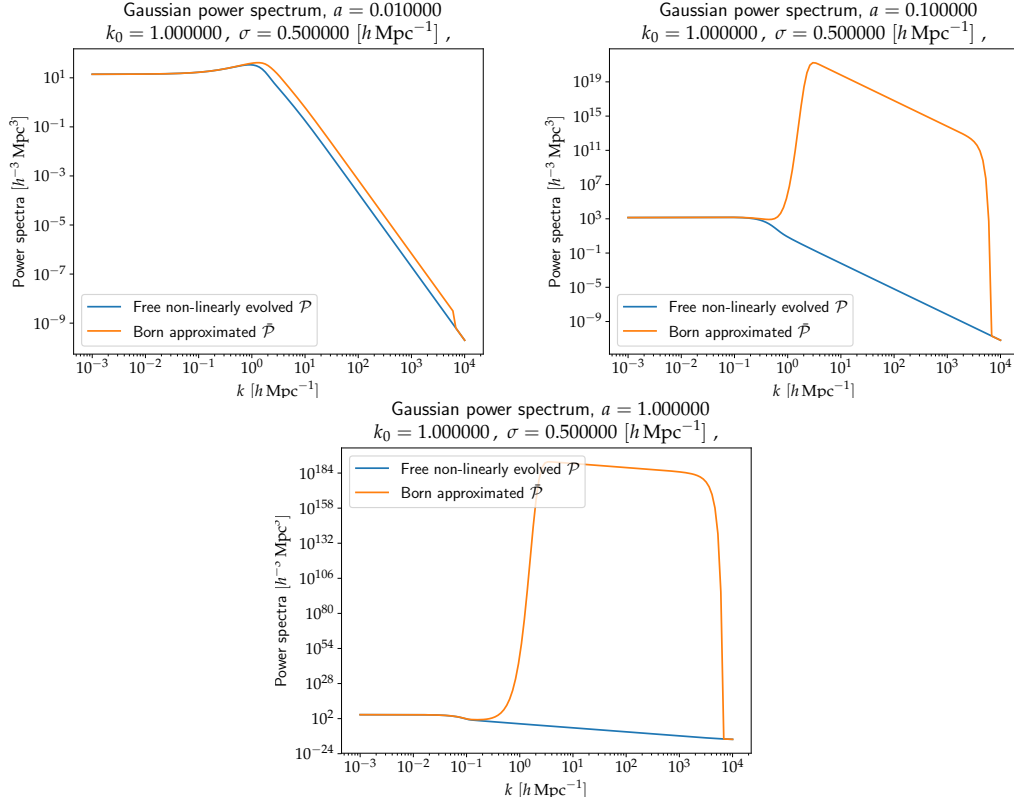 Gaussian power spectrum, a = 0.010000
k₀ = 1.000000 , σ = 0.500000 [h Mpc⁻¹] ,
Power spectra [h⁻³ Mpc³]
10¹
10⁻¹
10⁻³
10⁻⁵
10⁻⁷
10⁻⁹
Free non-linearly evolved 𝒫
Born approximated 𝒫̄
10⁻³ 10⁻² 10⁻¹ 10⁰ 10¹ 10² 10³ 10⁴
k [h Mpc⁻¹]
Gaussian power spectrum, a = 0.100000
k₀ = 1.000000 , σ = 0.500000 [h Mpc⁻¹] ,
Power spectra [h⁻³ Mpc³]
10¹⁹
10¹⁵
10¹¹
10⁷
10³
10⁻¹
10⁻⁵
10⁻⁹
Free non-linearly evolved 𝒫
Born approximated 𝒫̄
10⁻³ 10⁻² 10⁻¹ 10⁰ 10¹ 10² 10³ 10⁴
k [h Mpc⁻¹]
Gaussian power spectrum, a = 1.000000
k₀ = 1.000000 , σ = 0.500000 [h Mpc⁻¹] ,
Power spectra [h⁻³ Mpc³]
10¹⁸⁴
10¹⁵⁸
10¹³²
10¹⁰⁶
10⁸⁰
10⁵⁴
10²⁸
10²
10⁻²⁴
Free non-linearly evolved 𝒫
Born approximated 𝒫̄
10⁻³ 10⁻² 10⁻¹ 10⁰ 10¹ 10² 10³ 10⁴
k [h Mpc⁻¹]